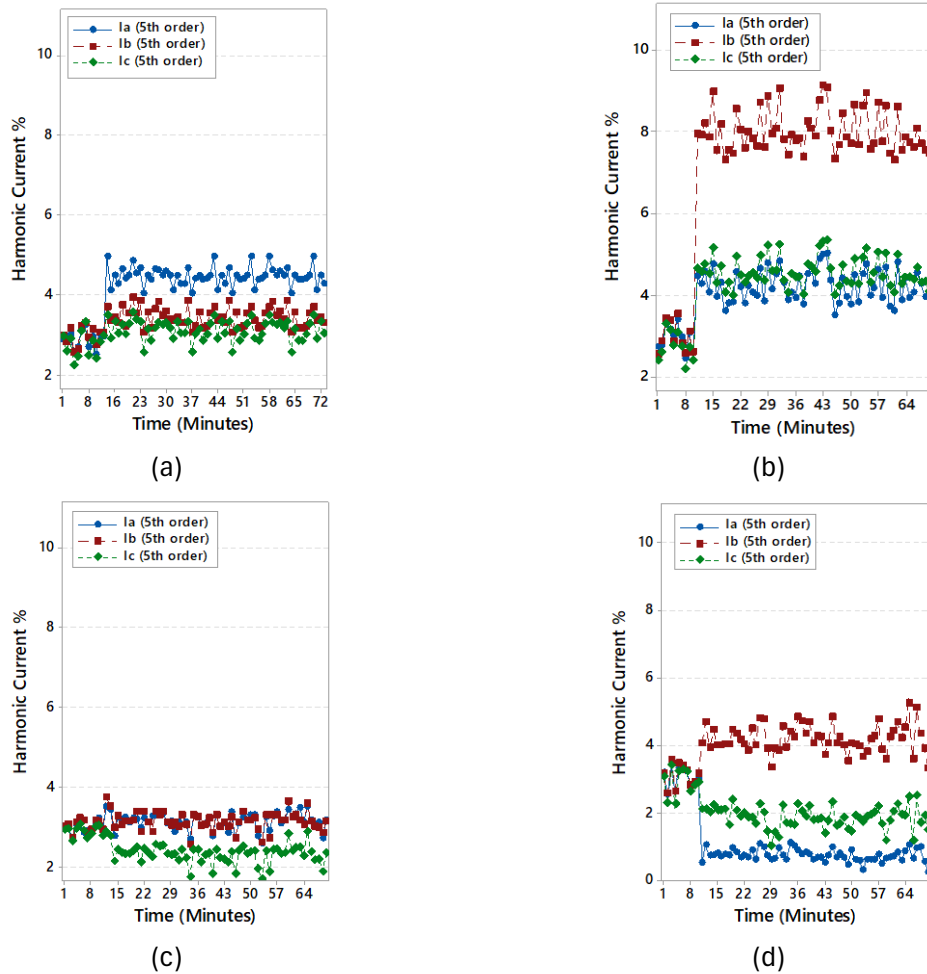 Ia (5th order)
Ib (5th order)
Ic (5th order)
Harmonic Current %
10
8
6
4
2
1 8 16 23 30 37 44 51 58 65 72
Time (Minutes)
(a)
Ia (5th order)
Ib (5th order)
Ic (5th order)
Harmonic Current %
10
8
6
4
2
1 8 15 22 29 36 43 50 57 64
Time (Minutes)
(b)
Ia (5th order)
Ib (5th order)
Ic (5th order)
Harmonic Current %
10
8
6
4
2
1 8 15 22 29 36 43 50 57 64
Time (Minutes)
(c)
Ia (5th order)
Ib (5th order)
Ic (5th order)
Harmonic Current %
10
8
6
4
2
0
1 8 15 22 29 36 43 50 57 64
Time (Minutes)
(d)